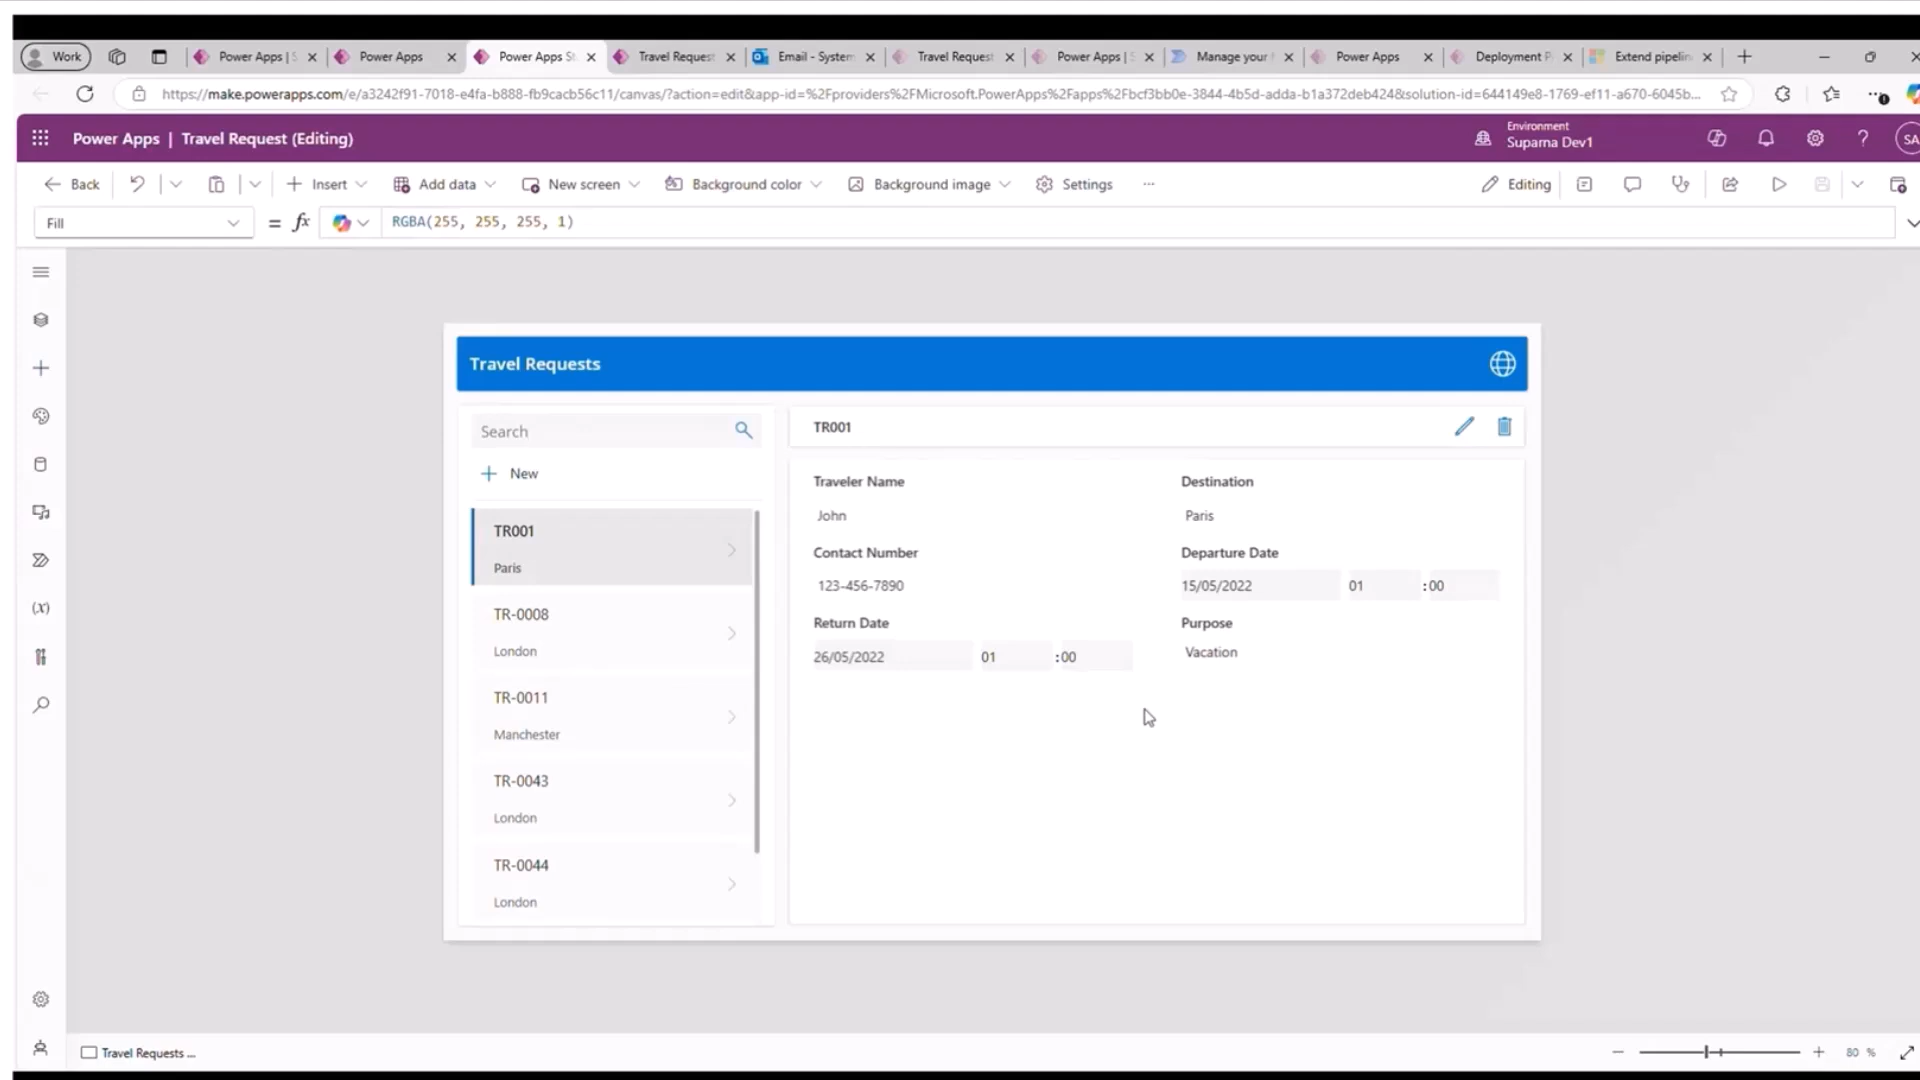 Work
Power Apps | S
Power Apps
Power Apps St
Travel Request
Email - System
Travel Request
Power Apps | S
Manage your
Power Apps
Deployment P
Extend pipelin
https://make.powerapps.com/e/a3242f91-7018-e4fa-b888-fb9cacb56c11/canvas/?action=edit&app-id=%2Fproviders%2FMicrosoft.PowerApps%2Fapps%2Fbcf3bb0e-3844-4b5d-adda-b1a372deb424&solution-id=644149e8-1769-ef11-a670-6045b...
Power Apps | Travel Request (Editing)
Environment
Suparna Dev1
SA
Back
Insert
Add data
New screen
Background color
Background image
Settings
...
Editing
Fill
= fx
RGBA(255, 255, 255, 1)
Travel Requests
Search
+ New
TR001
Paris
TR-0008
London
TR-0011
Manchester
TR-0043
London
TR-0044
London
TR001
Traveler Name
Destination
John
Paris
Contact Number
Departure Date
123-456-7890
15/05/2022 01 :00
Return Date
Purpose
26/05/2022 01 :00
Vacation
Travel Requests ...
80 %